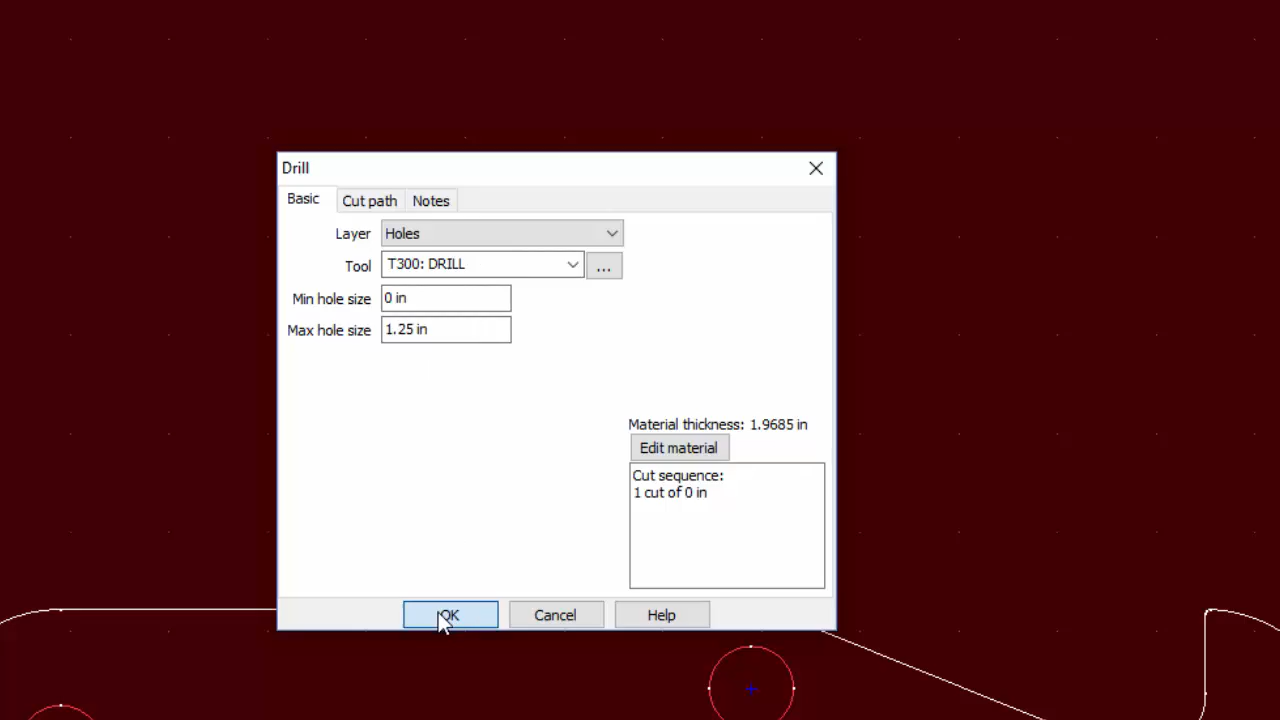 Drill
Basic
Cut path
Notes
Layer
Holes
Tool
T300: DRILL
...
Min hole size
0 in
Max hole size
1.25 in
Material thickness: 1.9685 in
Edit material
Cut sequence:
1 cut of 0 in
OK
Cancel
Help